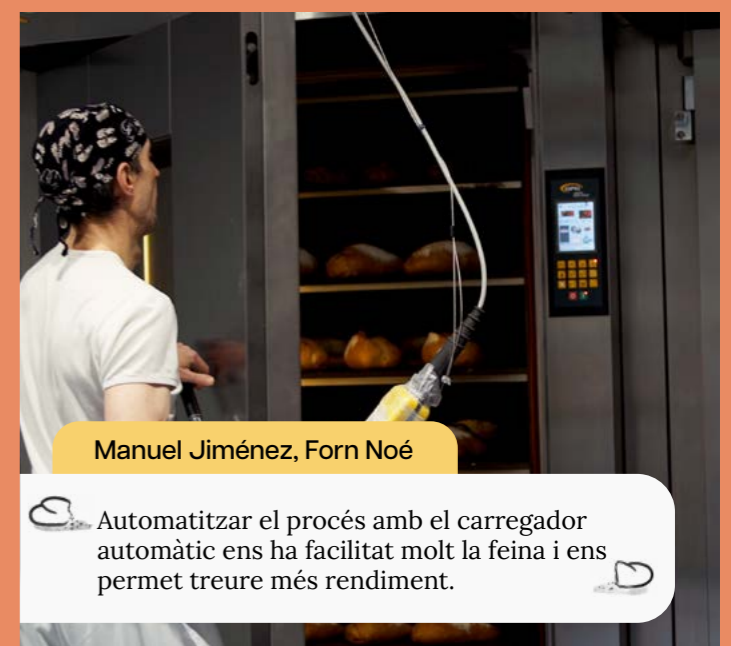 Manuel Jiménez, Forn Noé
Automatitzar el procés amb el carregador
automàtic ens ha facilitat molt la feina i ens
permet treure més rendiment.